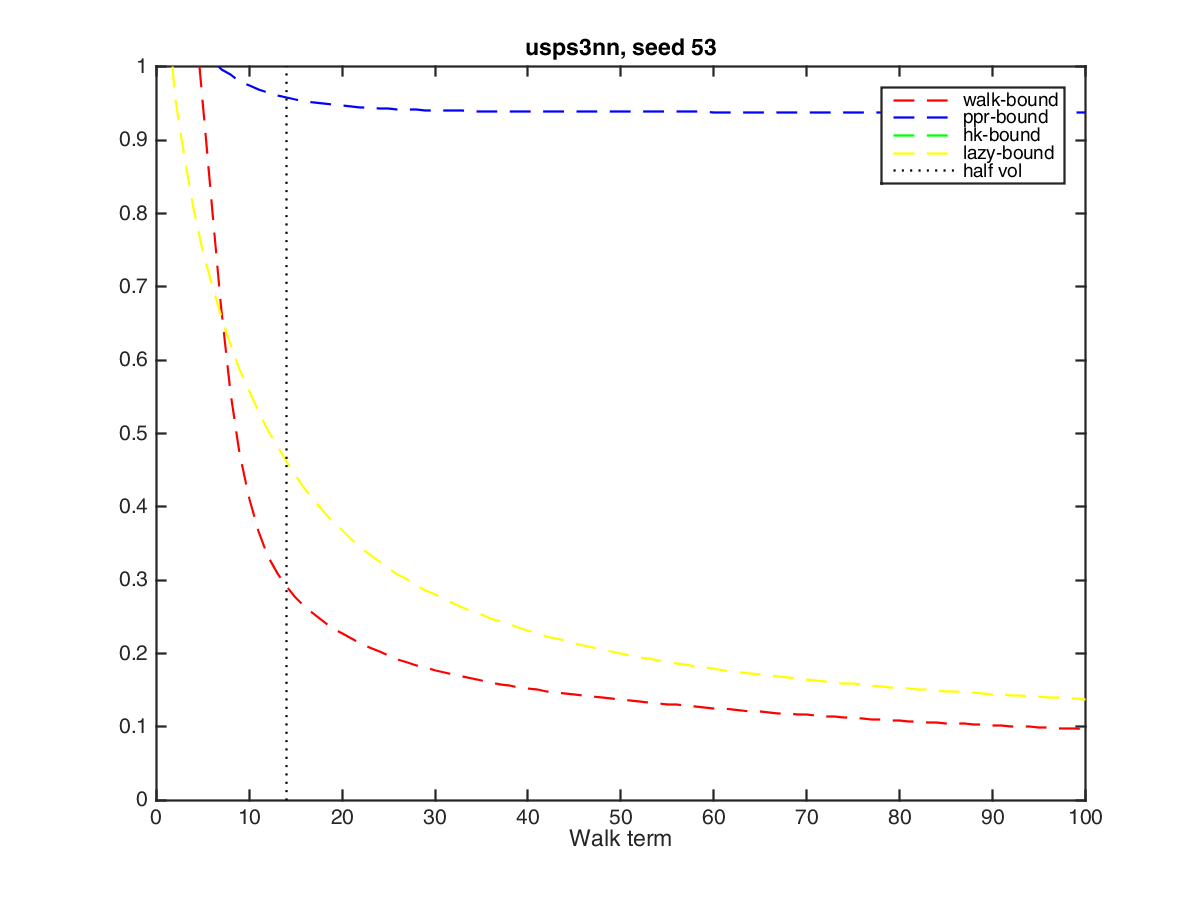 usps3nn, seed 53
1
0.9
0.8
0.7
0.6
0.5
0.4
0.3
0.2
0.1
0
walk-bound
ppr-bound
hk-bound
lazy-bound
half vol
0 10 20 30 40 50 60 70 80 90 100
Walk term